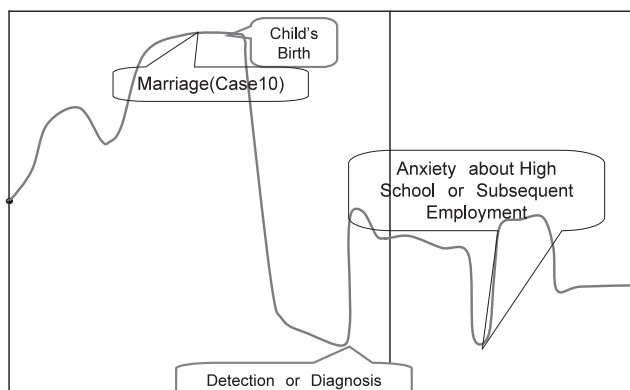 Child's
Birth
Marriage(Case10)
Anxiety about High
School or Subsequent
Employment
Detection or Diagnosis